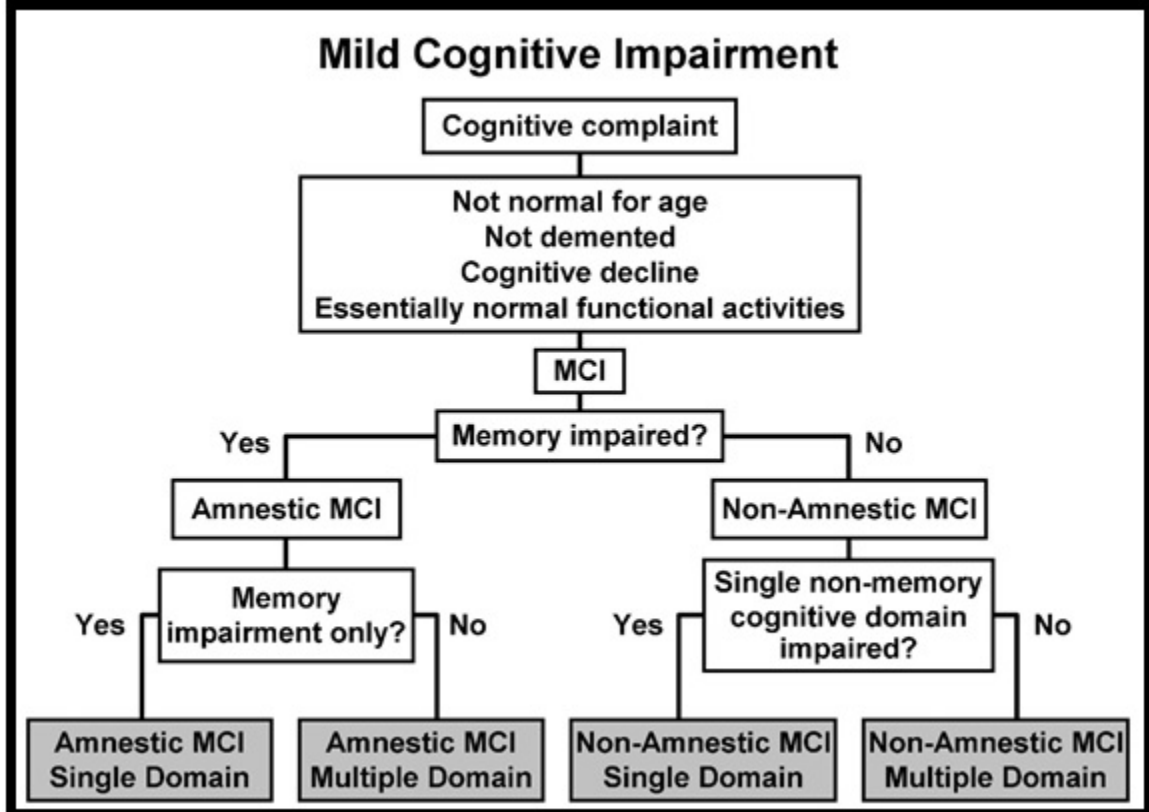 Mild Cognitive Impairment
Cognitive complaint
Not normal for age
Not demented
Cognitive decline
Essentially normal functional activities
MCI
Memory impaired?
Yes
No
Amnestic MCI
Non-Amnestic MCI
Memory
impairment only?
Yes
No
Single non-memory
cognitive domain
impaired?
Yes
No
Amnestic MCI
Single Domain
Amnestic MCI
Multiple Domain
Non-Amnestic MCI
Single Domain
Non-Amnestic MCI
Multiple Domain